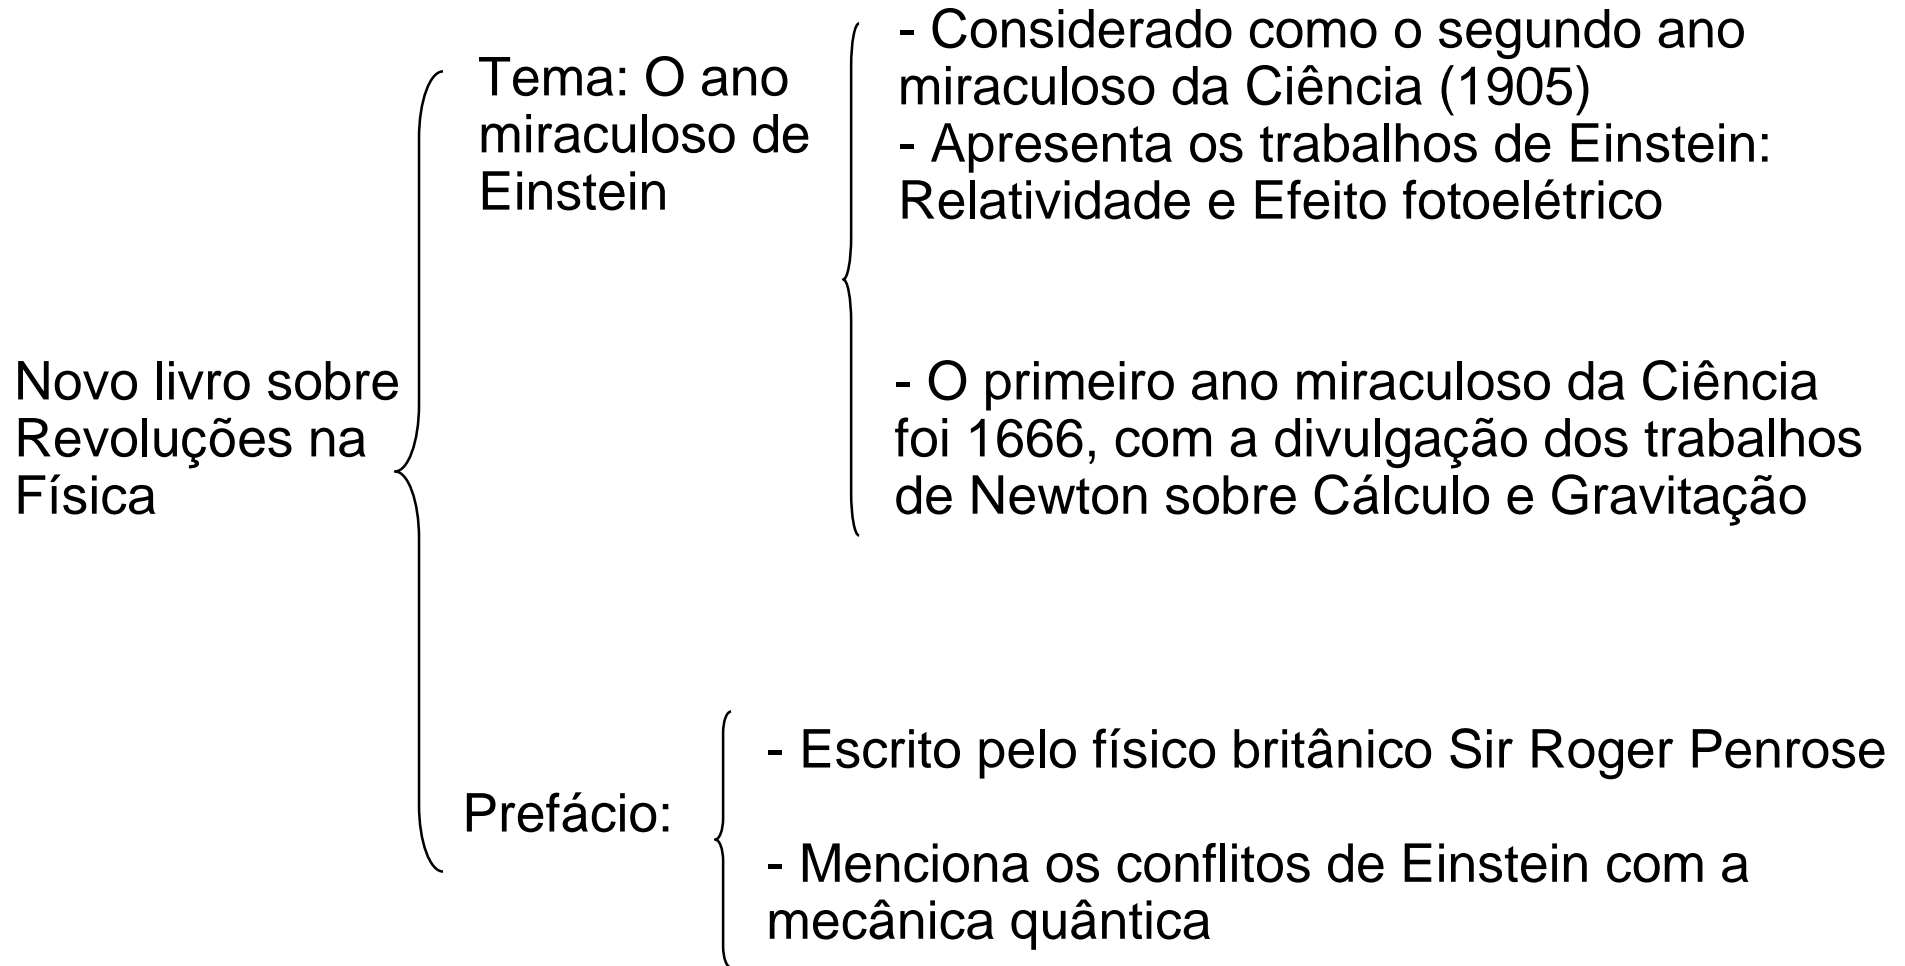 Novo livro sobre
Revoluções na
Física
Tema: O ano
miraculoso de
Einstein
- Considerado como o segundo ano
miraculoso da Ciência (1905)
- Apresenta os trabalhos de Einstein:
Relatividade e Efeito fotoelétrico
- O primeiro ano miraculoso da Ciência
foi 1666, com a divulgação dos trabalhos
de Newton sobre Cálculo e Gravitação
Prefácio:
- Escrito pelo físico britânico Sir Roger Penrose
- Menciona os conflitos de Einstein com a
mecânica quântica